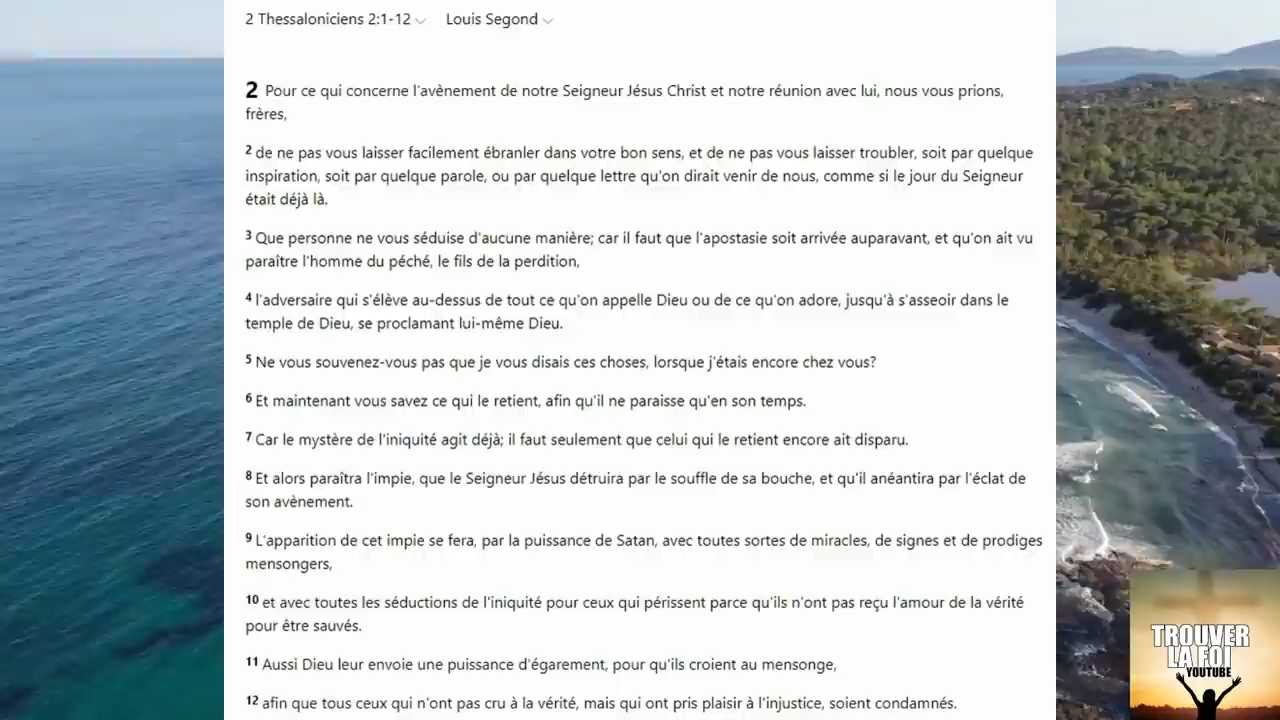 2 Thessaloniciens 2:1-12 Louis Segond
2 Pour ce qui concerne l'avènement de notre Seigneur Jésus Christ et notre réunion avec lui, nous vous prions,
frères,
2 de ne pas vous laisser facilement ébranler dans votre bon sens, et de ne pas vous laisser troubler, soit par quelque
inspiration, soit par quelque parole, ou par quelque lettre qu'on dirait venir de nous, comme si le jour du Seigneur
était déjà là.
3 Que personne ne vous séduise d'aucune manière; car il faut que l'apostasie soit arrivée auparavant, et qu'on ait vu
paraître l'homme du péché, le fils de la perdition,
4 l'adversaire qui s'élève au-dessus de tout ce qu'on appelle Dieu ou de ce qu'on adore, jusqu'à s'asseoir dans le
temple de Dieu, se proclamant lui-même Dieu.
5 Ne vous souvenez-vous pas que je vous disais ces choses, lorsque j'étais encore chez vous?
6 Et maintenant vous savez ce qui le retient, afin qu'il ne paraisse qu'en son temps.
7 Car le mystère de l'iniquité agit déjà; il faut seulement que celui qui le retient encore ait disparu.
8 Et alors paraîtra l'impie, que le Seigneur Jésus détruira par le souffle de sa bouche, et qu'il anéantira par l'éclat de
son avènement.
9 L'apparition de cet impie se fera, par la puissance de Satan, avec toutes sortes de miracles, de signes et de prodiges
mensongers,
10 et avec toutes les séductions de l'iniquité pour ceux qui périssent parce qu'ils n'ont pas reçu l'amour de la vérité
pour être sauvés.
11 Aussi Dieu leur envoie une puissance d'égarement, pour qu'ils croient au mensonge,
12 afin que tous ceux qui n'ont pas cru à la vérité, mais qui ont pris plaisir à l'injustice, soient condamnés.
TROUVER
LA FOI
YOUTUBE